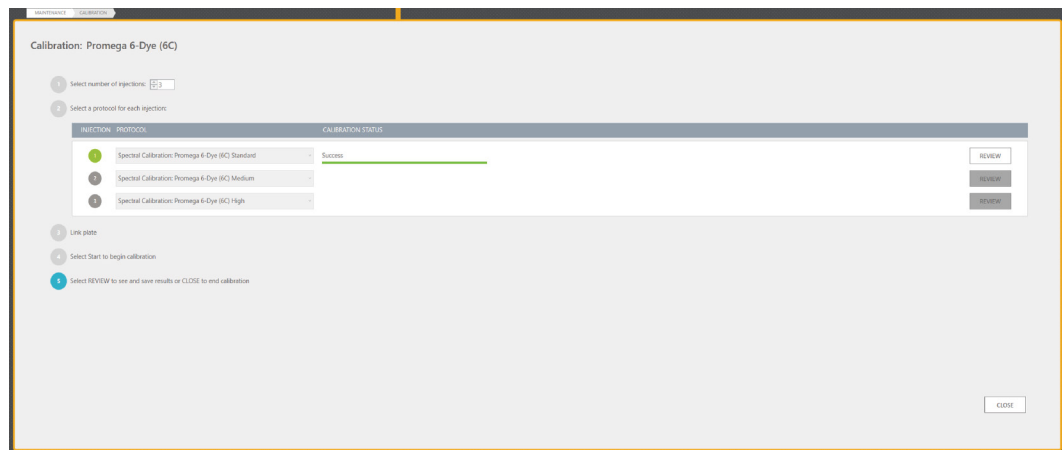 MAINTENANCE CALIBRATION
Calibration: Promega 6-Dye (6C)
1 Select number of injections: 3
2 Select a protocol for each injection:
INJECTION PROTOCOL CALIBRATION STATUS
1 Spectral Calibration: Promega 6-Dye (6C) Standard Success REVIEW
2 Spectral Calibration: Promega 6-Dye (6C) Medium REVIEW
3 Spectral Calibration: Promega 6-Dye (6C) High REVIEW
3 Link plate
4 Select Start to begin calibration
5 Select REVIEW to see and save results or CLOSE to end calibration
CLOSE